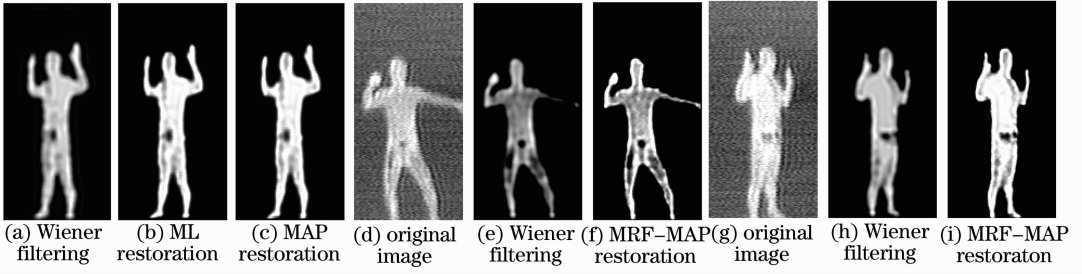 (a) Wiener
filtering
(b) ML
restoration
(c) MAP
restoration
(d) original
image
(e) Wiener
filtering
(f) MRF-MAP
restoration
(g) original
image
(h) Wiener
filtering
(i) MRF-MAP
restoraton